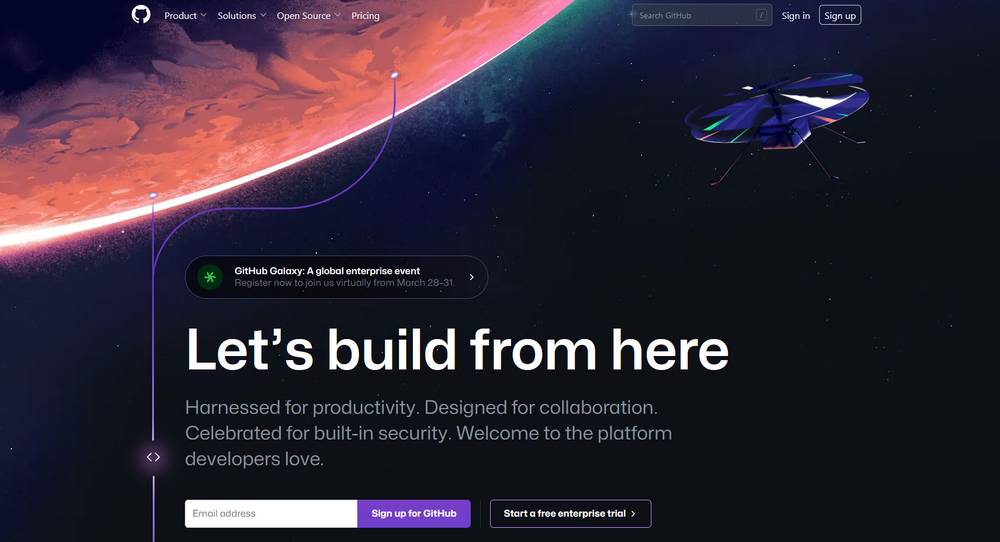 Product
Solutions
Open Source
Pricing
Search GitHub
/
Sign in
Sign up
GitHub Galaxy: A global enterprise event
Register now to join us virtually from March 28-31.
Let's build from here
Harnessed for productivity. Designed for collaboration.
Celebrated for built-in security. Welcome to the platform
developers love.
Email address
Sign up for GitHub
Start a free enterprise trial